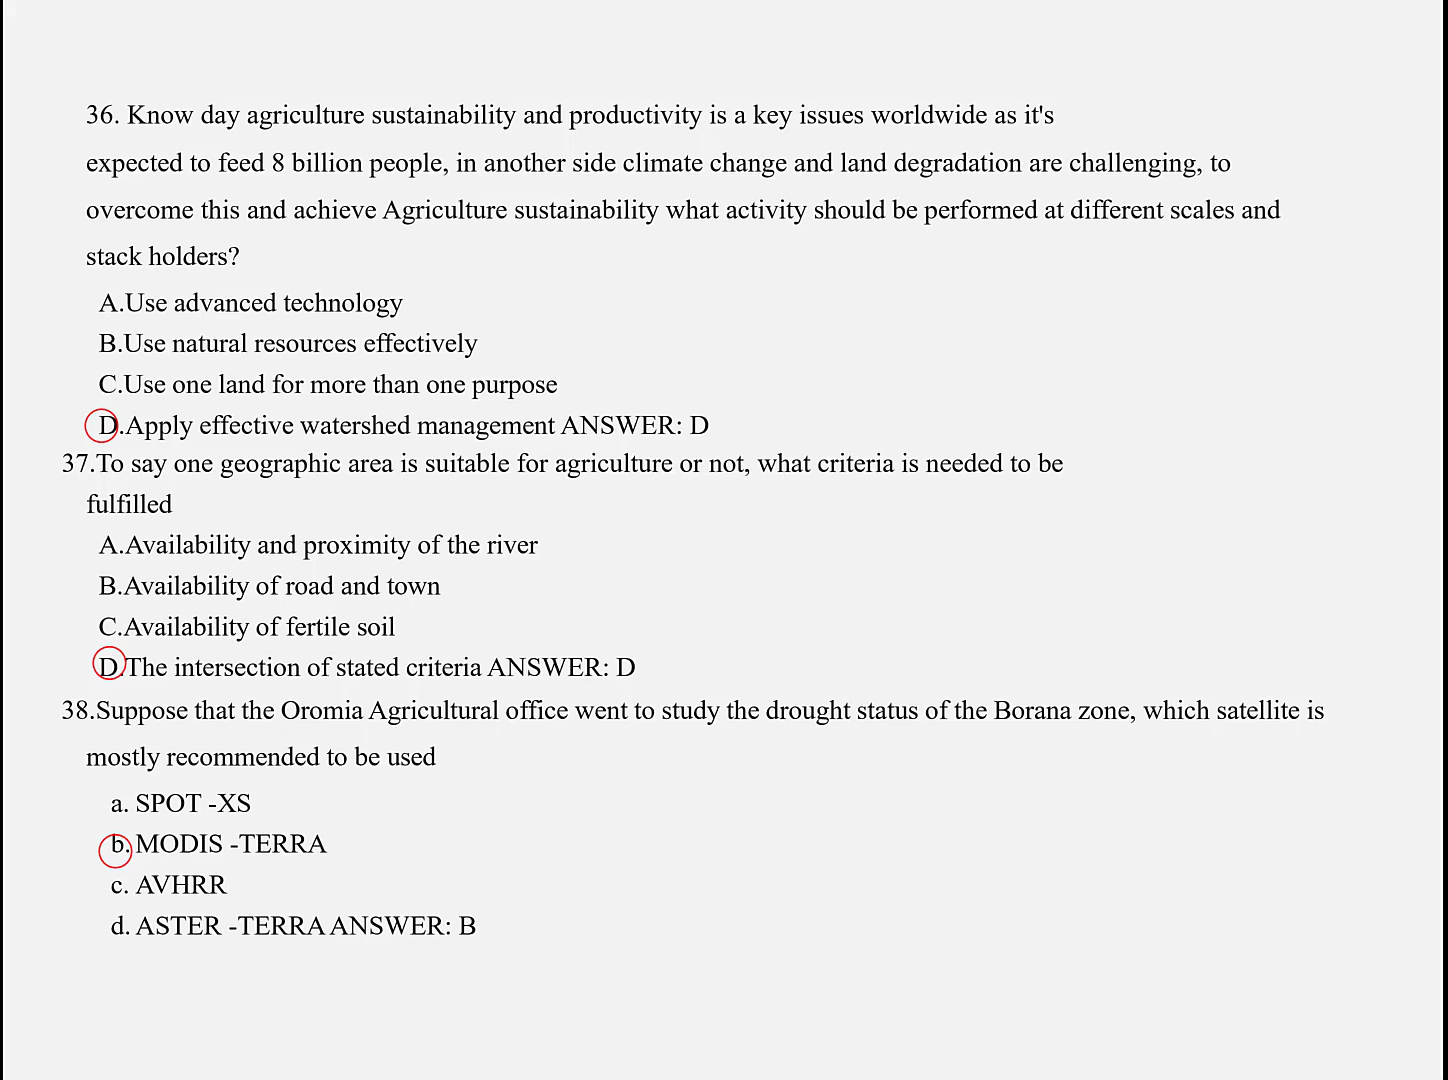 36. Know day agriculture sustainability and productivity is a key issues worldwide as it's
expected to feed 8 billion people, in another side climate change and land degradation are challenging, to
overcome this and achieve Agriculture sustainability what activity should be performed at different scales and
stack holders?
A.Use advanced technology
B.Use natural resources effectively
C.Use one land for more than one purpose
D.Apply effective watershed management ANSWER: D
37.To say one geographic area is suitable for agriculture or not, what criteria is needed to be
fulfilled
A.Availability and proximity of the river
B.Availability of road and town
C.Availability of fertile soil
D.The intersection of stated criteria ANSWER: D
38.Suppose that the Oromia Agricultural office went to study the drought status of the Borana zone, which satellite is
mostly recommended to be used
a. SPOT -XS
b. MODIS -TERRA
c. AVHRR
d. ASTER -TERRA ANSWER: B